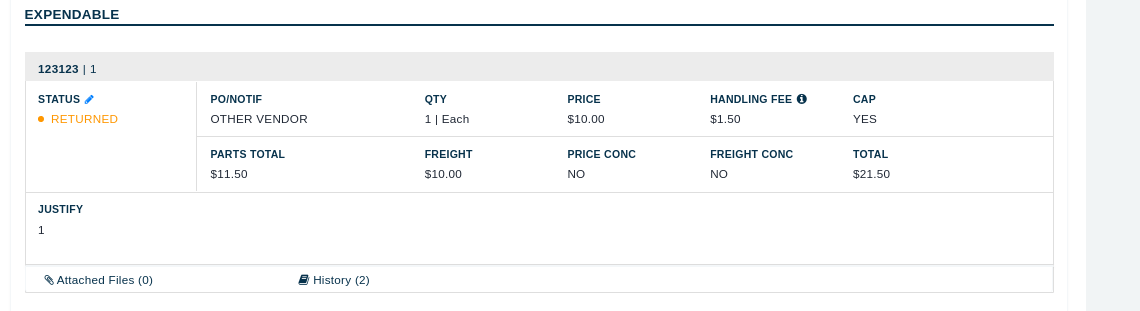 EXPENDABLE
123123 | 1
STATUS PO/NOTIF QTY PRICE HANDLING FEE CAP
RETURNED OTHER VENDOR 1 | Each $10.00 $1.50 YES
PARTS TOTAL FREIGHT PRICE CONC FREIGHT CONC TOTAL
$11.50 $10.00 NO NO $21.50
JUSTIFY
1
Attached Files (0) History (2)